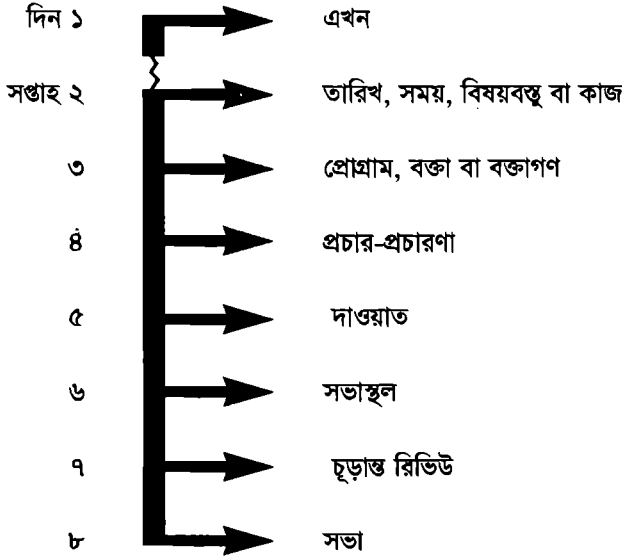 দিন ১ এখন
সপ্তাহ ২ তারিখ, সময়, বিষয়বস্তু বা কাজ
৩ প্রোগ্রাম, বক্তা বা বক্তাগণ
৪ প্রচার-প্রচারণা
৫ দাওয়াত
৬ সভাস্থল
৭ চূড়ান্ত রিভিউ
৮ সভা